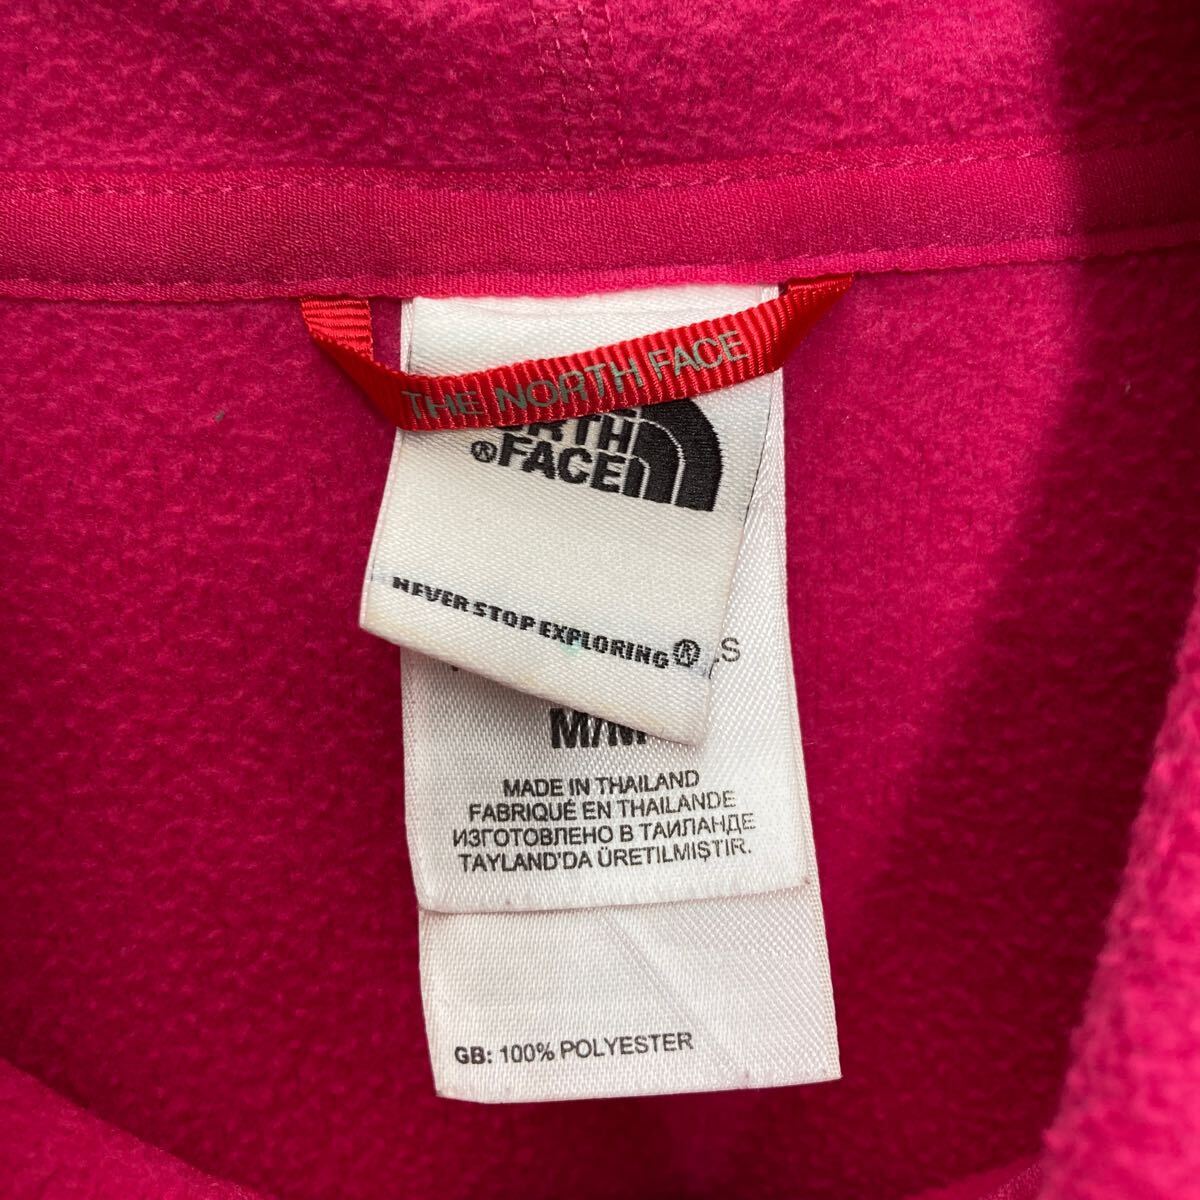 THE NORTH FACE
FACE®
NEVER STOP EXPLORING®
M/M
MADE IN THAILAND
FABRIQUÉ EN THAILANDE
ИЗГОТОВЛЕНО В ТАИЛАНДЕ
TAYLAND'DA ÜRETILMIŞTIR.
GB: 100% POLYESTER